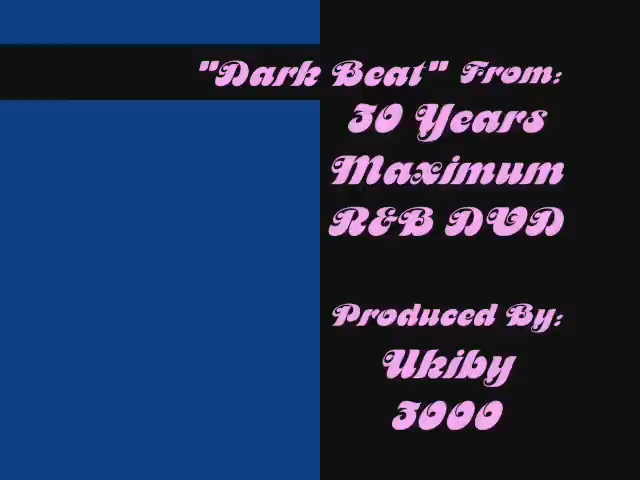 "Dark Beat" From:
30 Years
Maximum
R&B DVD
Produced By:
Ukiby
3000